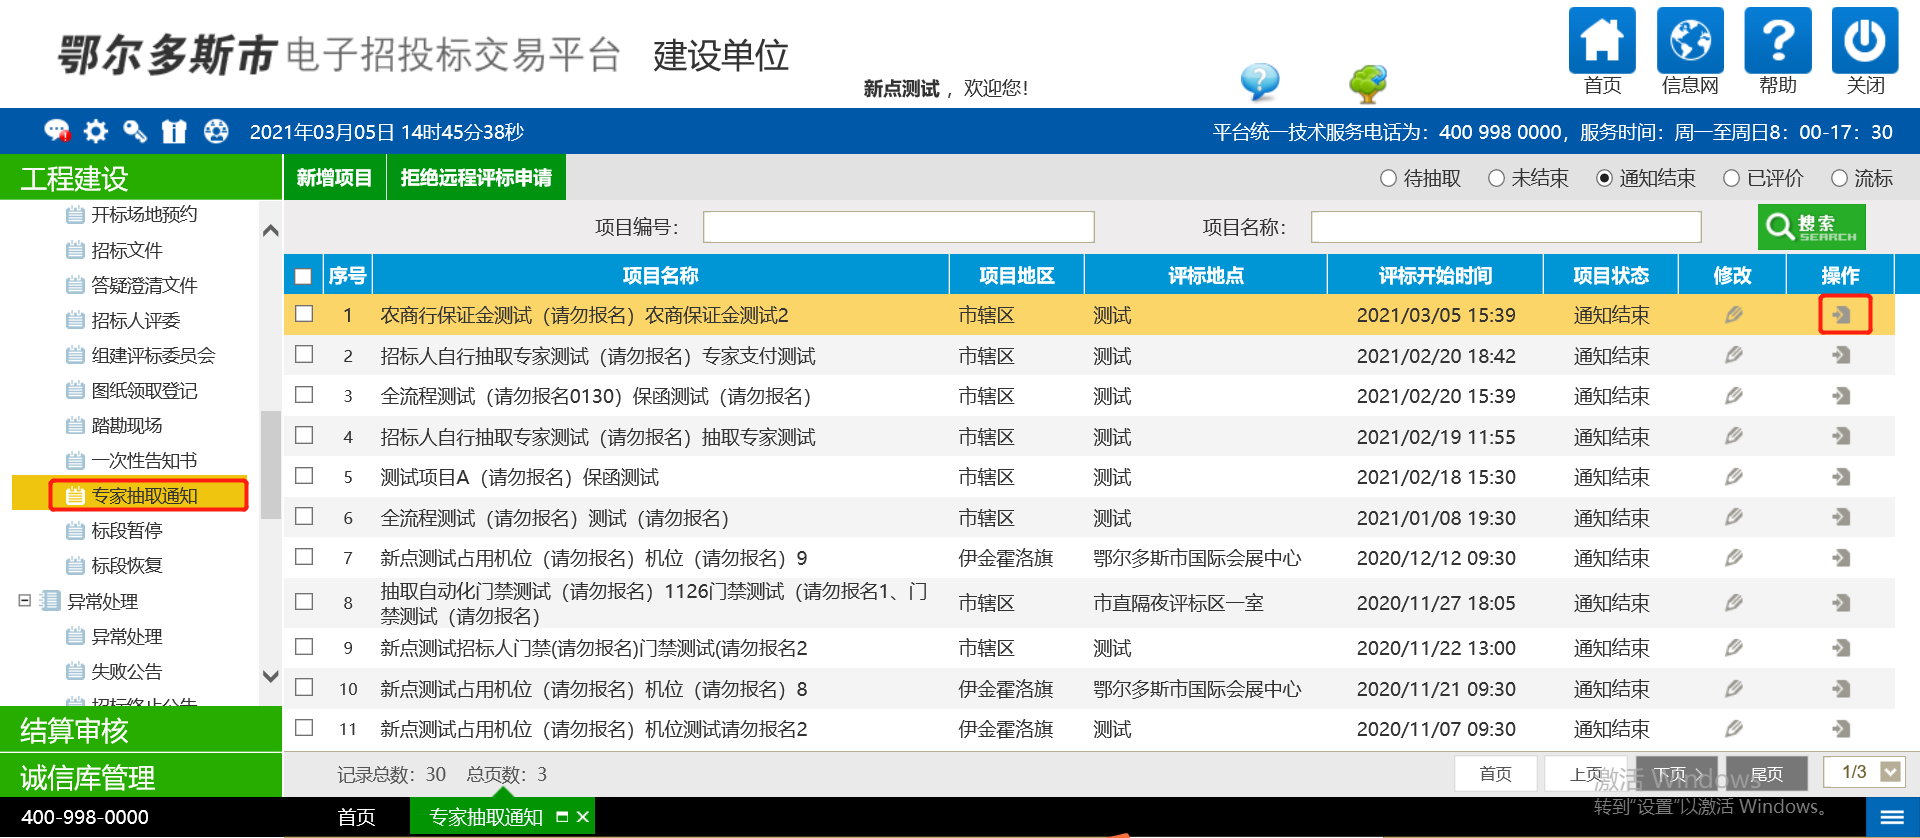 鄂尔多斯市 电子招投标交易平台 建设单位
新点测试 ，欢迎您！
首页 信息网 帮助 关闭
2021年03月05日 14时45分38秒
平台统一技术服务电话为：400 998 0000，服务时间：周一至周日8：00-17：30
工程建设
开标场地预约
招标文件
答疑澄清文件
招标人评委
组建评标委员会
图纸领取登记
踏勘现场
一次性告知书
专家抽取通知
标段暂停
标段恢复
异常处理
异常处理
失败公告
招标终止公告
结算审核
诚信库管理
400-998-0000
新增项目 拒绝远程评标申请
待抽取 未结束 通知结束 已评价 流标
项目编号： 项目名称： 搜索
SEARCH
序号 项目名称 项目地区 评标地点 评标开始时间 项目状态 修改 操作
1 农商行保证金测试（请勿报名）农商保证金测试2 市辖区 测试 2021/03/05 15:39 通知结束
2 招标人自行抽取专家测试（请勿报名）专家支付测试 市辖区 测试 2021/02/20 18:42 通知结束
3 全流程测试（请勿报名0130）保函测试（请勿报名） 市辖区 测试 2021/02/20 15:39 通知结束
4 招标人自行抽取专家测试（请勿报名）抽取专家测试 市辖区 测试 2021/02/19 11:55 通知结束
5 测试项目A（请勿报名）保函测试 市辖区 测试 2021/02/18 15:30 通知结束
6 全流程测试（请勿报名）测试（请勿报名） 市辖区 测试 2021/01/08 19:30 通知结束
7 新点测试占用机位（请勿报名）机位（请勿报名）9 伊金霍洛旗 鄂尔多斯市国际会展中心 2020/12/12 09:30 通知结束
8 抽取自动化门禁测试（请勿报名）1126门禁测试（请勿报名1、门
禁测试（请勿报名） 市辖区 市直隔夜评标区一室 2020/11/27 18:05 通知结束
9 新点测试招标人门禁(请勿报名)门禁测试(请勿报名2 市辖区 测试 2020/11/22 13:00 通知结束
10 新点测试占用机位（请勿报名）机位（请勿报名）8 伊金霍洛旗 鄂尔多斯市国际会展中心 2020/11/21 09:30 通知结束
11 新点测试占用机位（请勿报名）机位测试请勿报名2 伊金霍洛旗 测试 2020/11/07 09:30 通知结束
记录总数：30 总页数：3
首页 上页 下页 尾页 1/3
激活 Windows
转到“设置”以激活 Windows。
首页 专家抽取通知